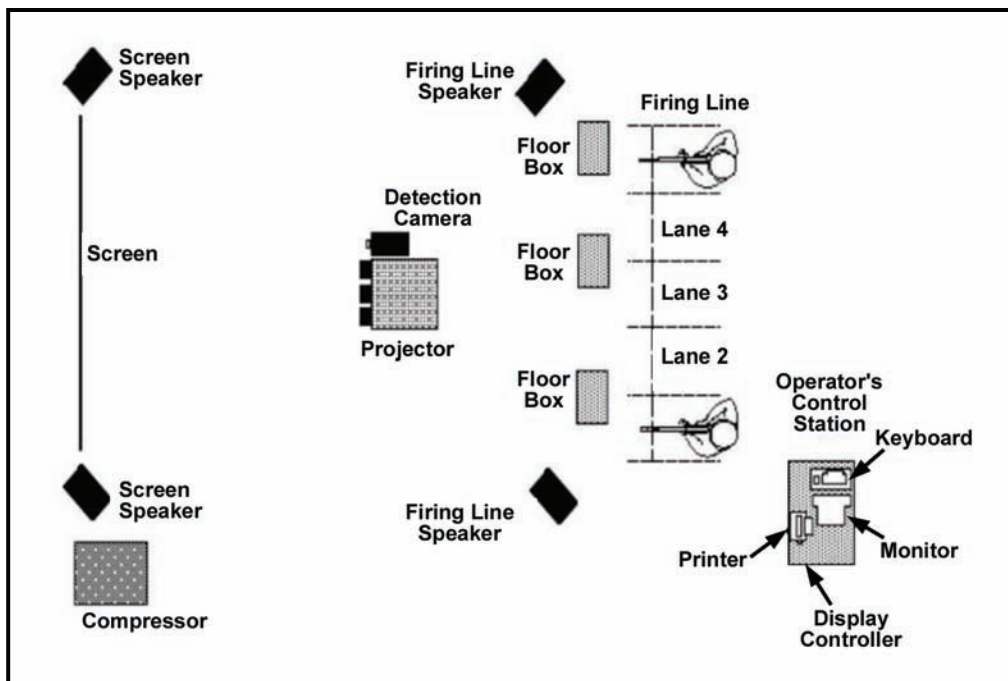 Screen
Speaker
Firing Line
Speaker
Firing Line
Floor
Box
Detection
Camera
Lane 4
Screen
Floor
Box
Lane 3
Projector
Lane 2
Floor
Box
Operator's
Control
Station
Keyboard
Screen
Speaker
Firing Line
Speaker
Printer
Monitor
Compressor
Display
Controller